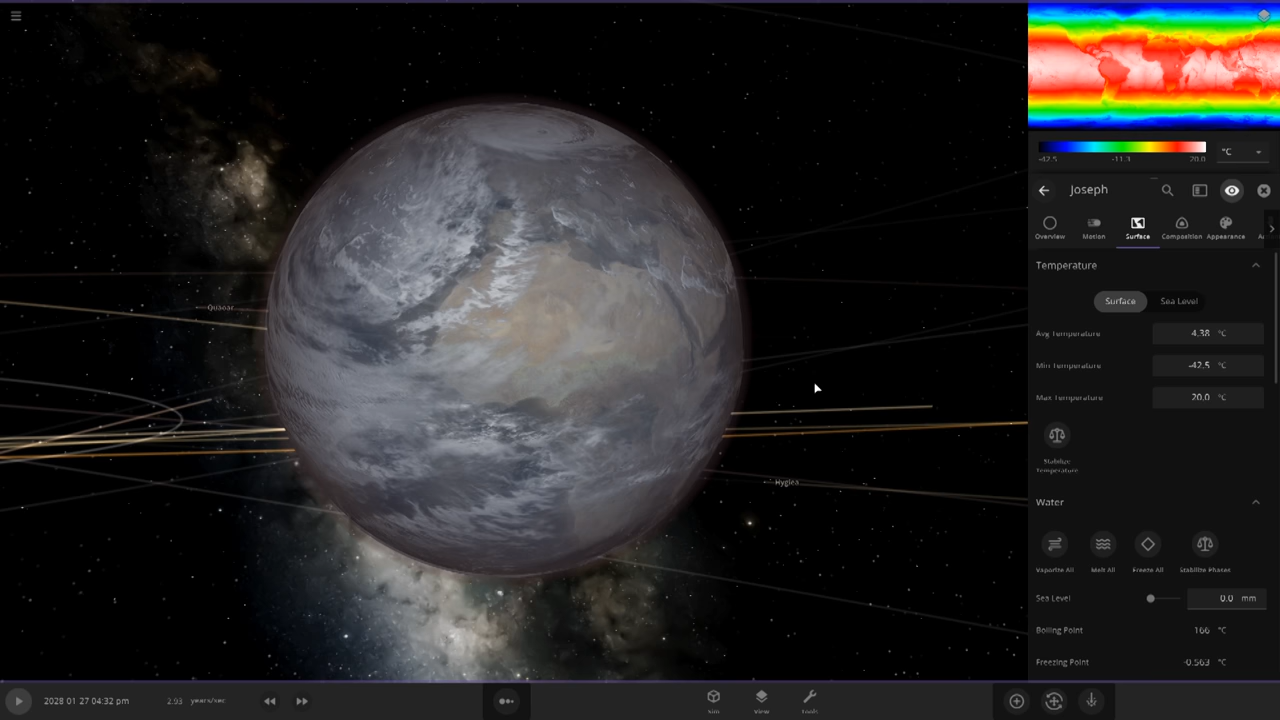 -42.5 -11.3 20.0 °C
Joseph
Overview Motion Surface Composition Appearance
Temperature
Surface Sea Level
Avg Temperature 4.38 °C
Min Temperature -42.5 °C
Max Temperature 20.0 °C
Stabilize
Temperature
Water
Vaporize All Melt All Freeze All Stabilize Phases
Sea Level 0.0 mm
Boiling Point 166 °C
Freezing Point -0.563 °C
Quaoar
Hygiea
2028 01 27 04:32 pm 2.93 years/sec
Sim View Tools